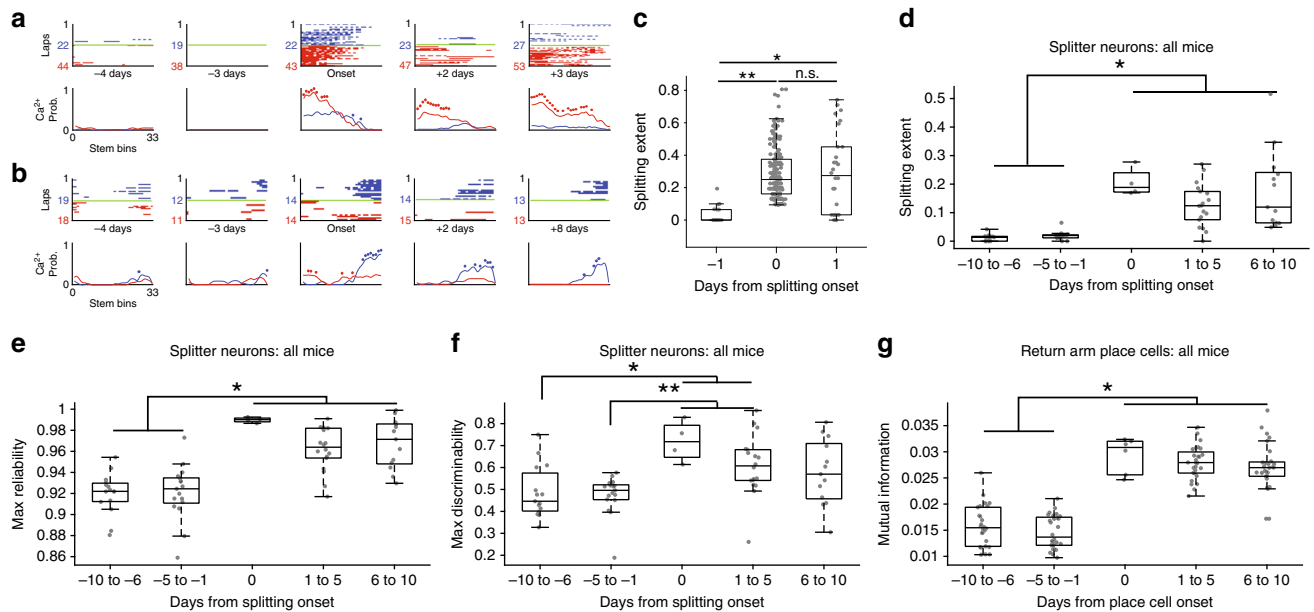 a
Laps
1
22
44
−4 days
1
19
38
−3 days
1
22
43
Onset
1
23
47
+2 days
1
27
53
+3 days
Ca2+
Prob.
1
0
0
33
Stem bins
b
Laps
1
19
18
−4 days
1
12
11
−3 days
1
14
14
Onset
1
14
15
+2 days
1
13
13
+8 days
Ca2+
Prob.
1
0
0
33
Stem bins
c
*
**
n.s.
Splitting extent
0.8
0.6
0.4
0.2
0
−1
0
1
Days from splitting onset
d
Splitter neurons: all mice
*
Splitting extent
0.5
0.4
0.3
0.2
0.1
0
−10 to −6
−5 to −1
0
1 to 5
6 to 10
Days from splitting onset
e
Splitter neurons: all mice
*
Max reliability
1
0.98
0.96
0.94
0.92
0.9
0.88
0.86
−10 to −6
−5 to −1
0
1 to 5
6 to 10
Days from splitting onset
f
Splitter neurons: all mice
*
**
Max discriminability
0.8
0.7
0.6
0.5
0.4
0.3
0.2
−10 to −6
−5 to −1
0
1 to 5
6 to 10
Days from splitting onset
g
Return arm place cells: all mice
*
Mutual information
0.035
0.03
0.025
0.02
0.015
0.01
−10 to −6
−5 to −1
0
1 to 5
6 to 10
Days from place cell onset